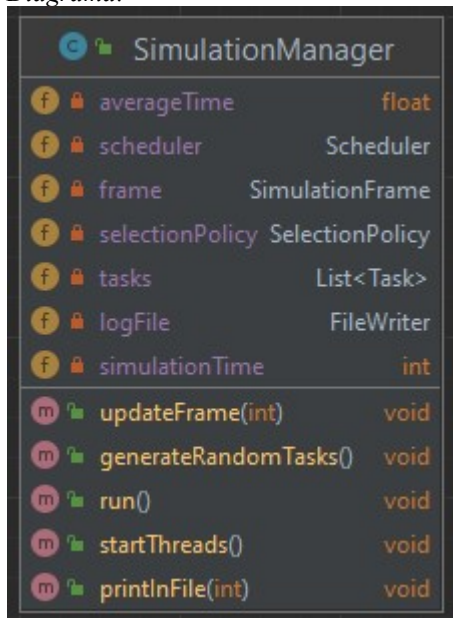 Diagrama:
C SimulationManager
f averageTime float
f scheduler Scheduler
f frame SimulationFrame
f selectionPolicy SelectionPolicy
f tasks List<Task>
f logFile FileWriter
f simulationTime int
m updateFrame(int) void
m generateRandomTasks() void
m run() void
m startThreads() void
m printInFile(int) void